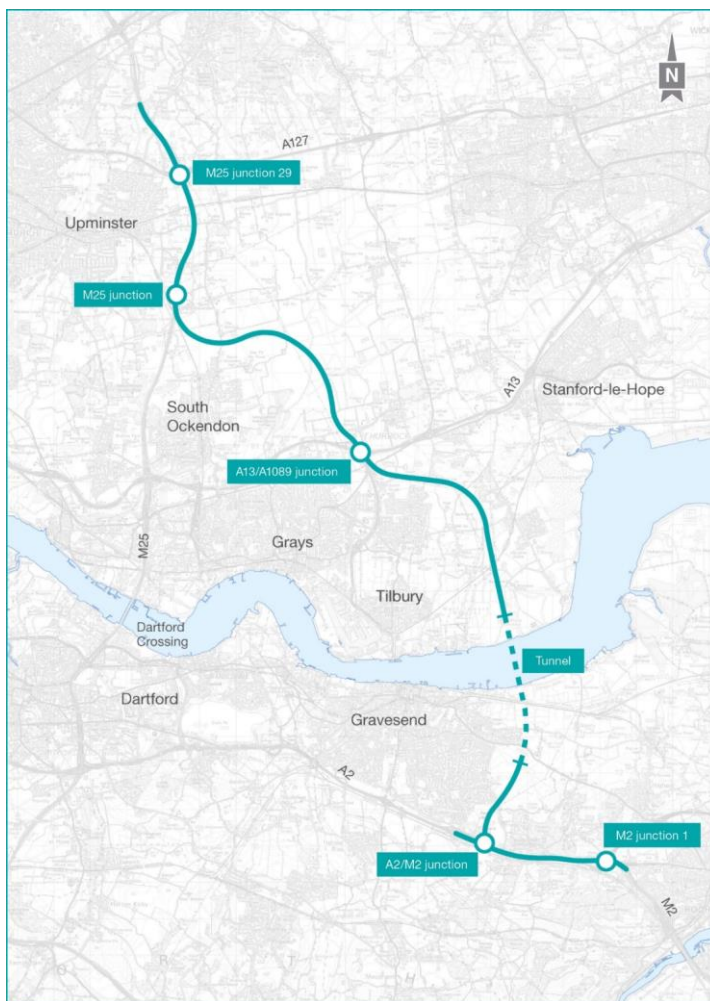 N
A127
M25 junction 29
Upminster
M25 junction
A13
Stanford-le-Hope
South
Ockendon
A13/A1089 junction
M25
Grays
Tilbury
Dartford
Crossing
Tunnel
Dartford
Gravesend
A2
M2 junction 1
A2/M2 junction
M2